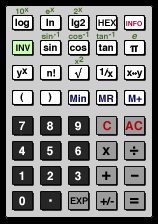 10ˣ eˣ 2ˣ
log ln lg2 HEX INFO
sin⁻¹ cos⁻¹ tan⁻¹ e
INV sin cos tan π
x²
yˣ n! √ 1/x x↔y
( ) Min MR M+
7 8 9 C AC
4 5 6 x ÷
1 2 3 + −
0 · EXP +/- =